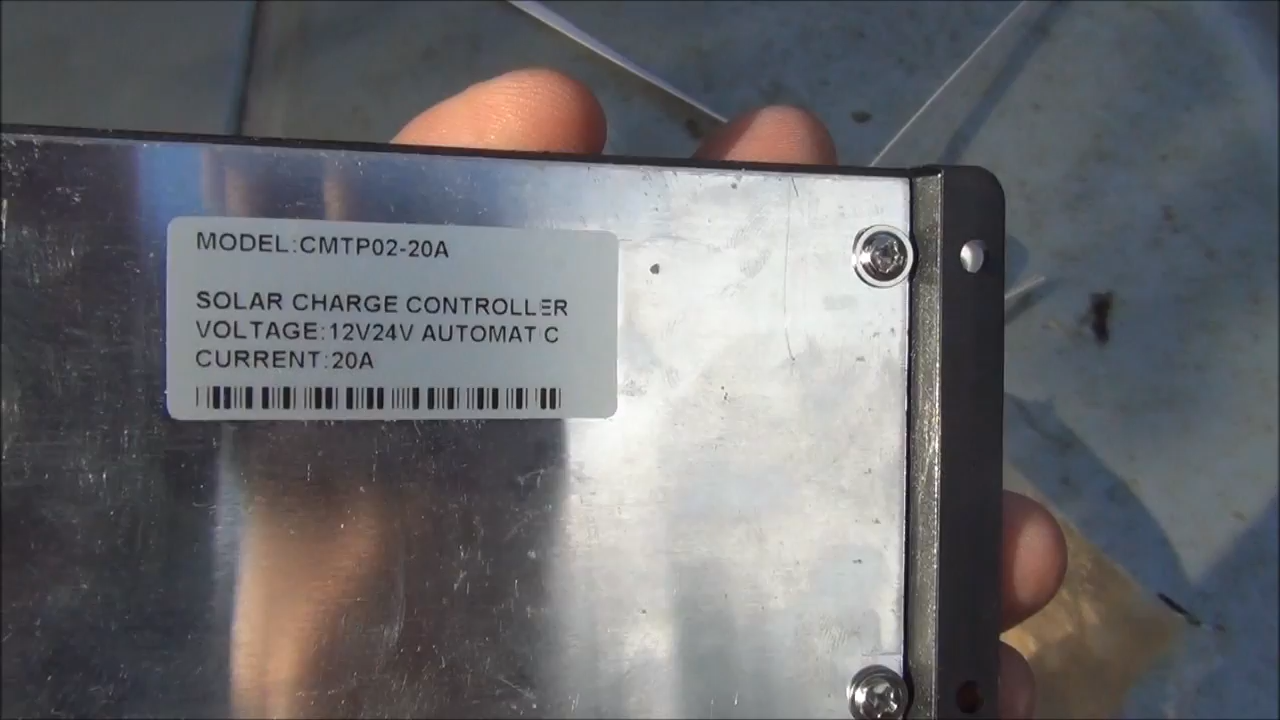 MODEL:CMTP02-20A
SOLAR CHARGE CONTROLLER
VOLTAGE:12V24V AUTOMAT C
CURRENT:20A